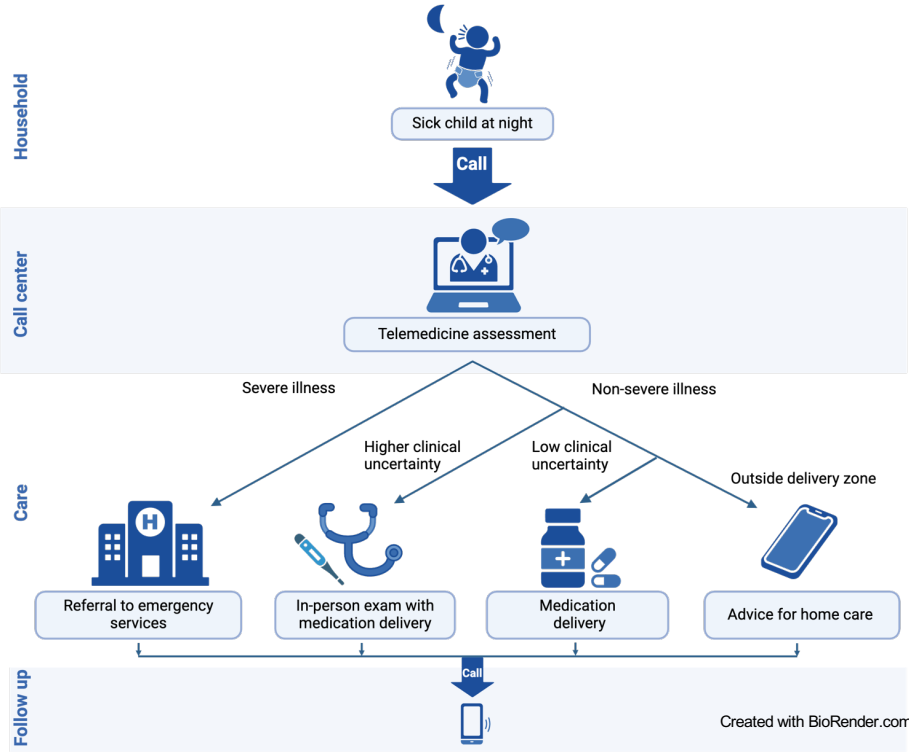 Household
Sick child at night
Call
Call center
Telemedicine assessment
Severe illness
Non-severe illness
Higher clinical
uncertainty
Low clinical
uncertainty
Outside delivery zone
Care
H
Referral to emergency
services
In-person exam with
medication delivery
Medication
delivery
Advice for home care
Follow up
Call
Created with BioRender.com